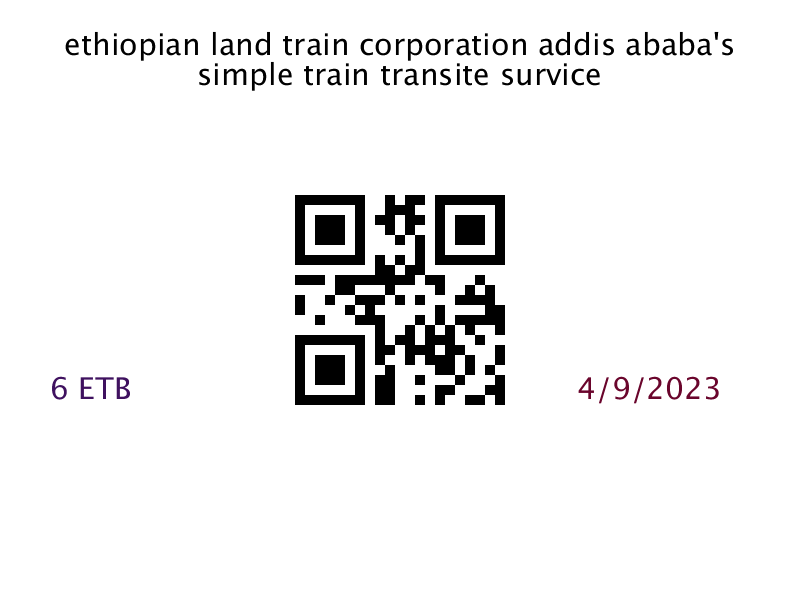 ethiopian land train corporation addis ababa's
simple train transite survice
6 ETB
4/9/2023